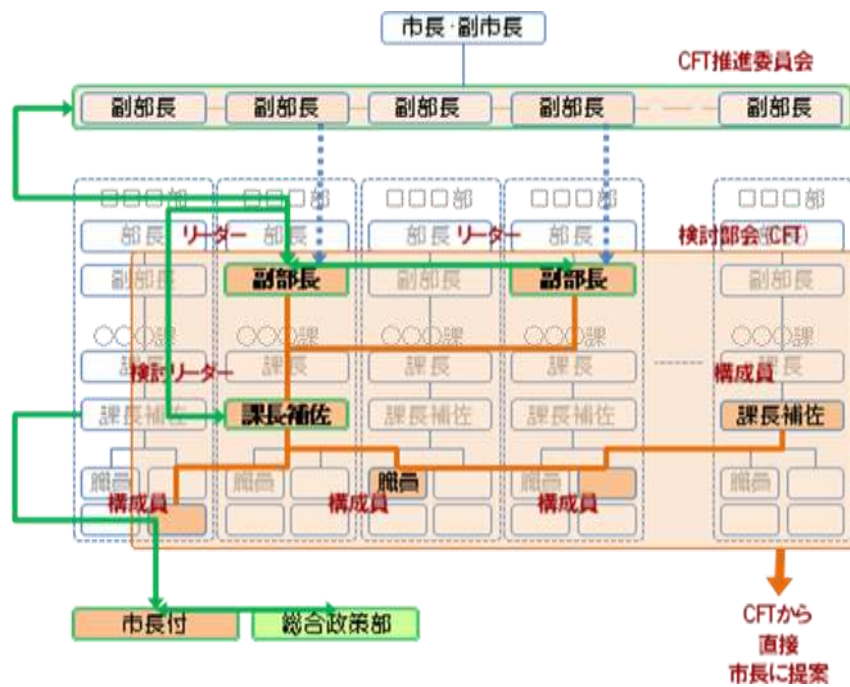 市長・副市長
CFT推進委員会
副部長 副部長 副部長 副部長 副部長
□□□部 □□□部 □□□部 □□□部 □□□部
部長 リーダー 部長 部長 リーダー 部長 検討部会(CFT) 部長
副部長 副部長 副部長 副部長 副部長
○○○課 ○○○課 ○○○課 ○○○課 ○○○課
課長 検討リーダー 課長 課長 課長 構成員 課長
課長補佐 課長補佐 課長補佐 課長補佐 課長補佐
職員 職員 職員 職員 職員
構成員 構成員 構成員
市長付 総合政策部
CFTから
直接
市長に提案